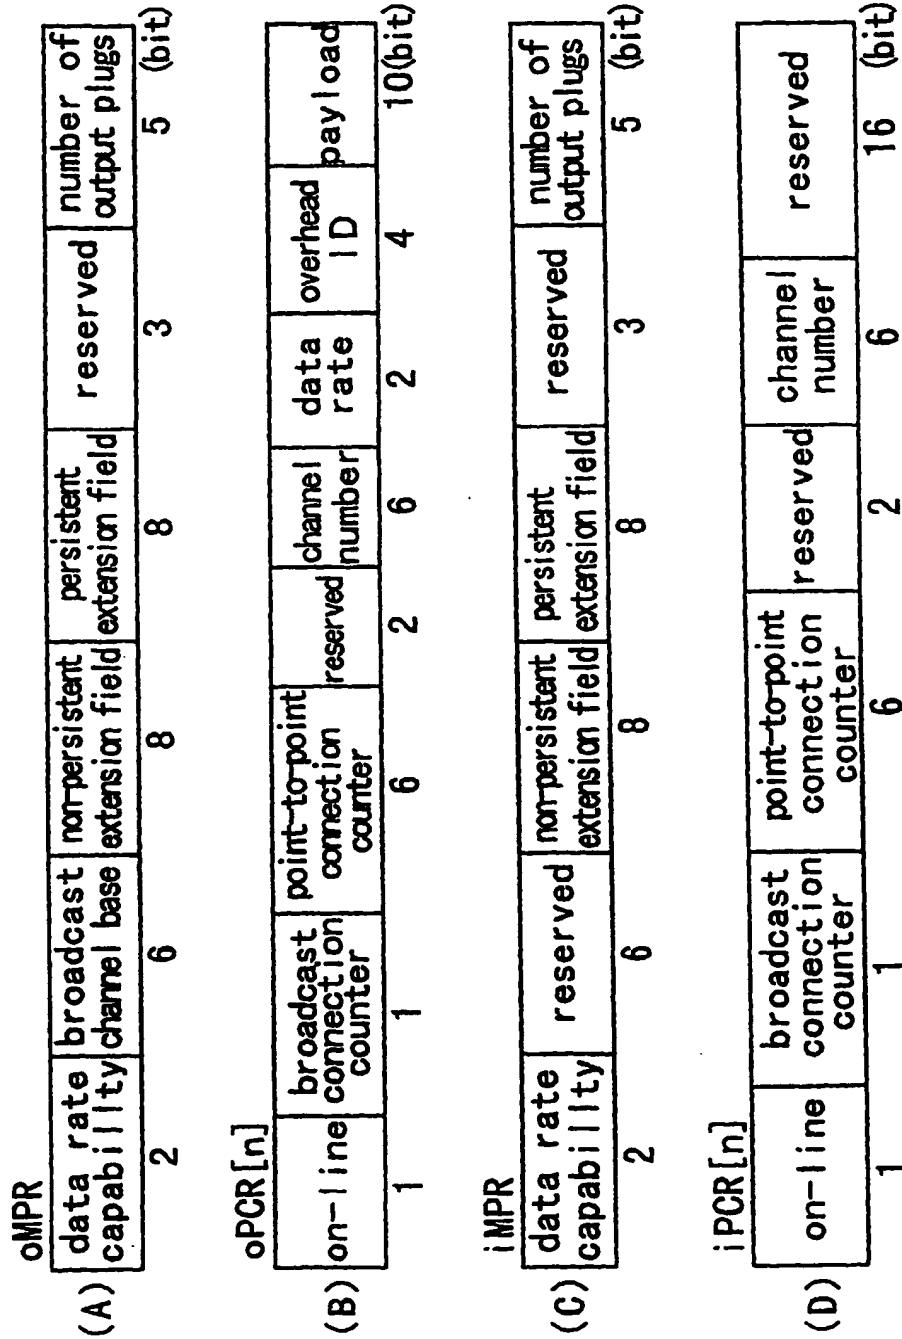 oMPR
(A)
data rate
capability
broadcast
channel base
non-persistent
extension field
persistent
extension field
reserved
number of
output plugs
2
6
8
8
3
5
(bit)
oPCR[n]
(B)
on-line
broadcast
connection
counter
point-to-point
connection
counter
reserved
channel
number
data
rate
overhead
ID
payload
1
1
6
2
6
2
4
10(bit)
iMPR
(C)
data rate
capability
reserved
non-persistent
extension field
persistent
extension field
reserved
number of
output plugs
2
6
8
8
3
5
(bit)
iPCR[n]
(D)
on-line
broadcast
connection
counter
point-to-point
connection
counter
reserved
channel
number
reserved
1
1
6
2
6
16
(bit)